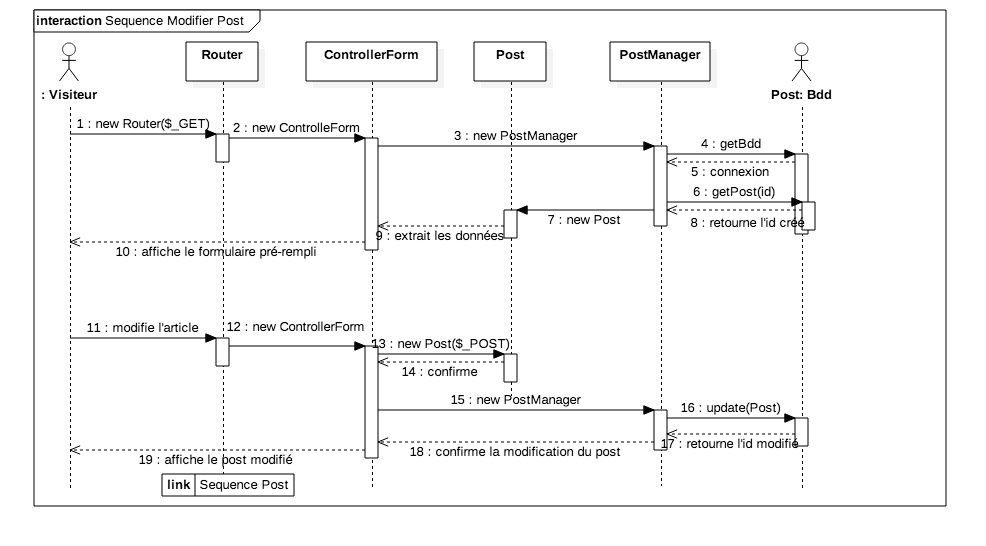 interaction Sequence Modifier Post
Router
ControllerForm
Post
PostManager
: Visiteur
Post: Bdd
1 : new Router($_GET)
2 : new ControlleForm
3 : new PostManager
4 : getBdd
5 : connexion
6 : getPost(id)
7 : new Post
8 : retourne l'id créé
9 : extrait les données
10 : affiche le formulaire pré-rempli
11 : modifie l'article
12 : new ControllerForm
13 : new Post($_POST)
14 : confirme
15 : new PostManager
16 : update(Post)
17 : retourne l'id modifié
18 : confirme la modification du post
19 : affiche le post modifié
link Sequence Post